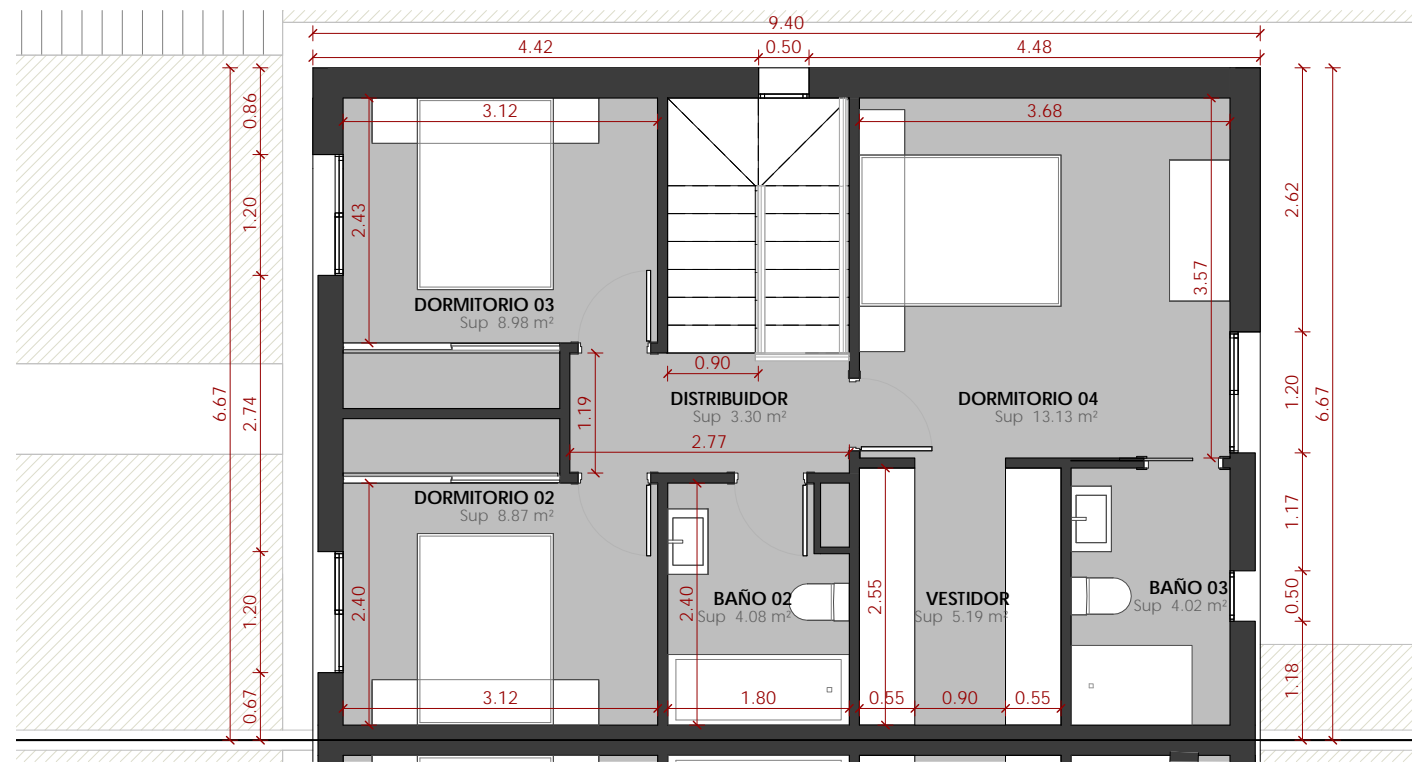 9.40
4.42
0.50
4.48
0.86
1.20
2.74
1.20
0.67
6.67
3.12
2.43
DORMITORIO 03
Sup 8.98 m²
3.68
3.57
2.62
1.20
1.17
0.50
1.18
6.67
0.90
1.19
DISTRIBUIDOR
Sup 3.30 m²
2.77
DORMITORIO 04
Sup 13.13 m²
DORMITORIO 02
Sup 8.87 m²
2.40
3.12
2.40
BAÑO 02
Sup 4.08 m²
1.80
2.55
VESTIDOR
Sup 5.19 m²
0.55
0.90
0.55
BAÑO 03
Sup 4.02 m²